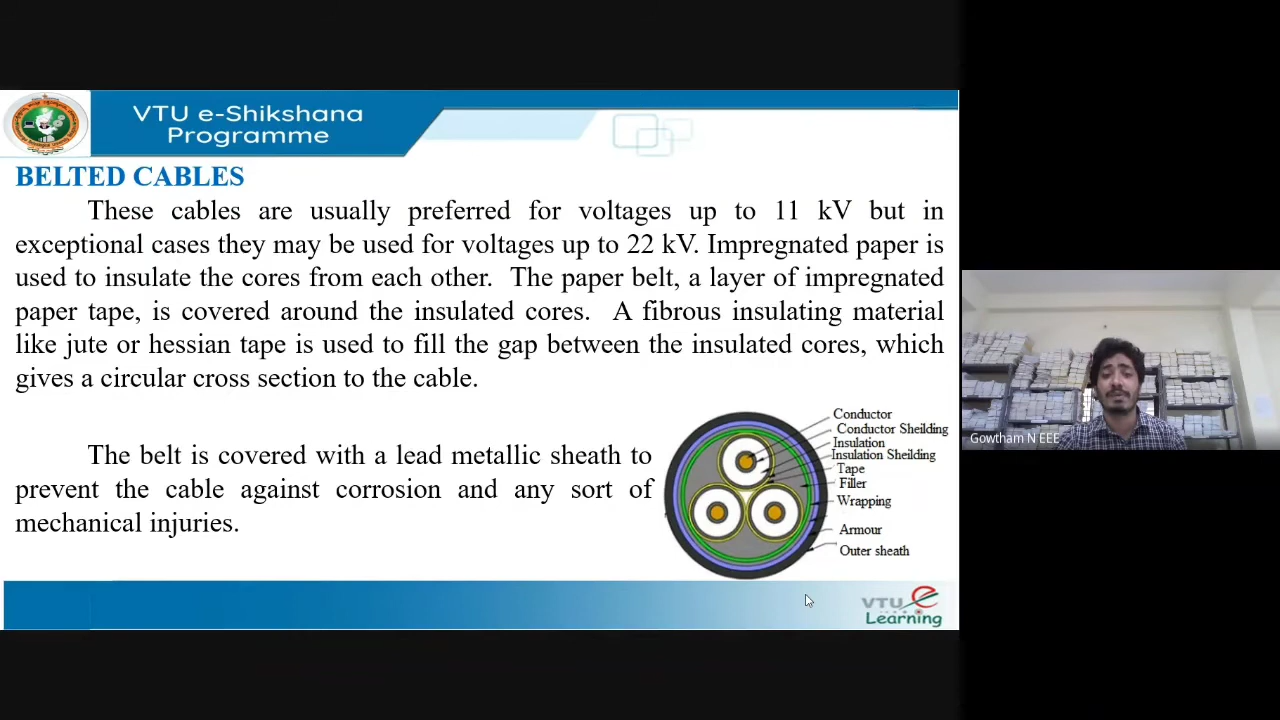 VTU e-Shikshana
Programme
BELTED CABLES
These cables are usually preferred for voltages up to 11 kV but in
exceptional cases they may be used for voltages up to 22 kV. Impregnated paper is
used to insulate the cores from each other. The paper belt, a layer of impregnated
paper tape, is covered around the insulated cores. A fibrous insulating material
like jute or hessian tape is used to fill the gap between the insulated cores, which
gives a circular cross section to the cable.
The belt is covered with a lead metallic sheath to
prevent the cable against corrosion and any sort of
mechanical injuries.
Conductor
Conductor Sheilding
Insulation
Insulation Sheilding
Tape
Filler
Wrapping
Armour
Outer sheath
Gowtham N EEE
VTU e
Learning